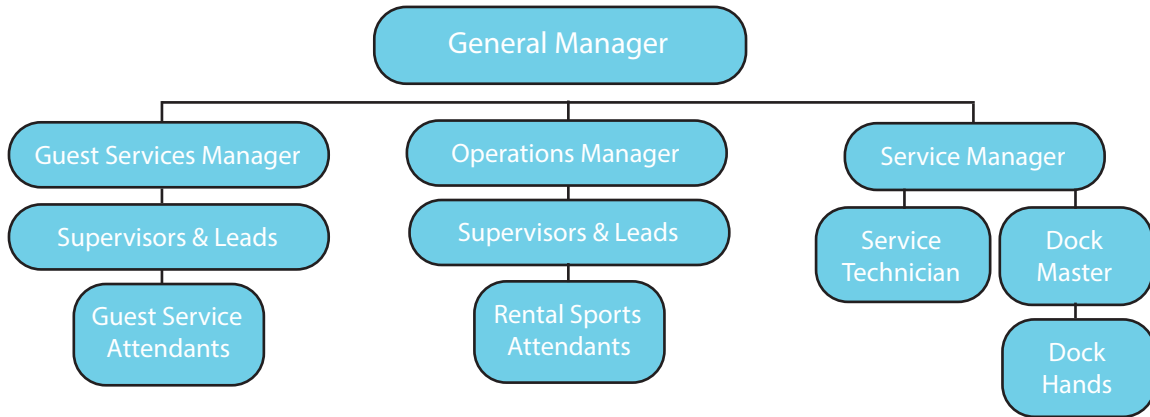 General Manager
Guest Services Manager
Operations Manager
Service Manager
Supervisors & Leads
Supervisors & Leads
Service
Technician
Dock
Master
Guest Service
Attendants
Rental Sports
Attendants
Dock
Hands